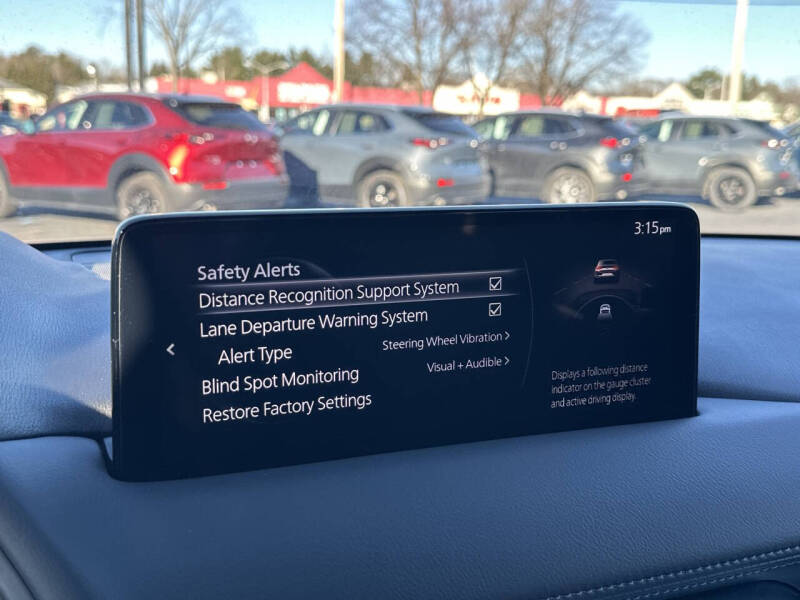 3:15pm
Safety Alerts
Distance Recognition Support System
Lane Departure Warning System
Alert Type Steering Wheel Vibration >
Blind Spot Monitoring Visual + Audible >
Restore Factory Settings
Displays a following distance
indicator on the gauge cluster
and active driving display.